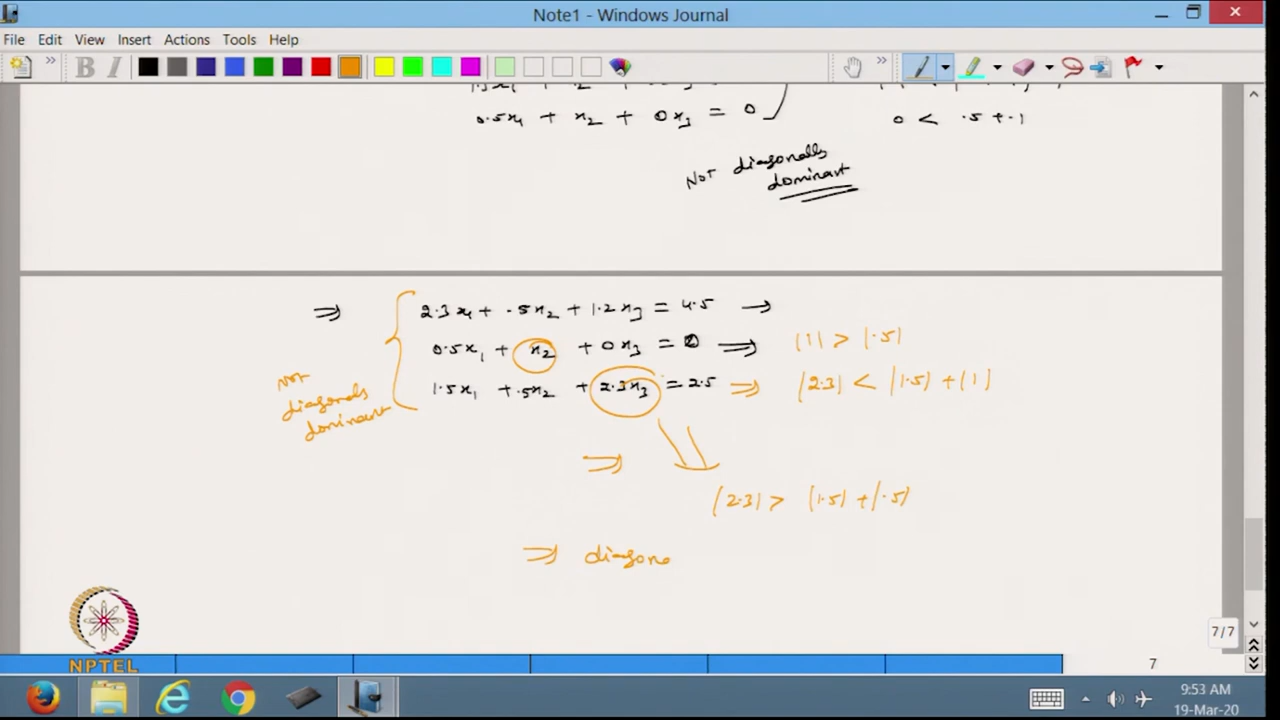 Note1 - Windows Journal
File Edit View Insert Actions Tools Help
0.5x₁ + x₂ + 0x₃ = 0
0 < .5 + .1
Not diagonally
dominant
⇒ 2.3x₁ + .5x₂ + 1.2x₃ = 4.5 →
0.5x₁ + x₂ + 0x₃ = 0 ⇒ |1| > |.5|
1.5x₁ + .5x₂ + 2.3x₃ = 2.5 ⇒ |2.3| < |1.5| + |1|
Not
diagonally
dominant
⇒
|2.3| > |1.5| + |.5|
⇒ diagono
7/7
NPTEL
7
9:53 AM
19-Mar-20